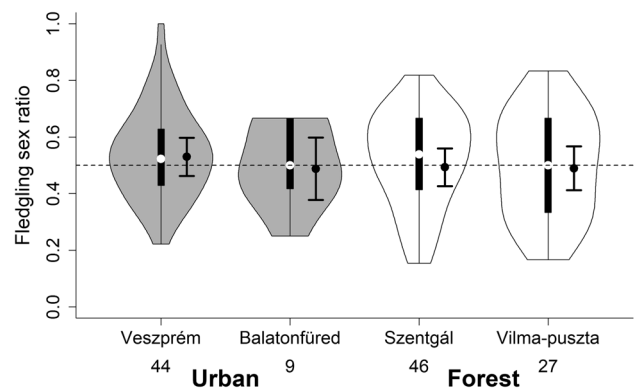 Fledgling sex ratio
1.0
0.8
0.6
0.4
0.2
0.0
Veszprém Balatonfüred Szentgál Vilma-puszta
44 9 46 27
Urban Forest